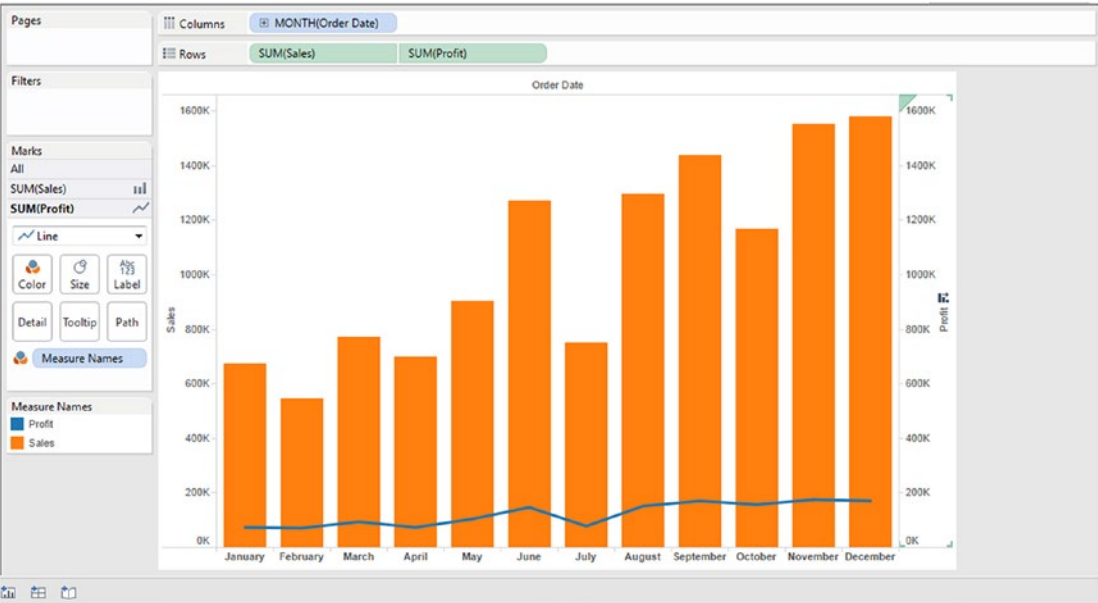 Pages
Columns
MONTH(Order Date)
Rows
SUM(Sales)
SUM(Profit)
Filters
Marks
All
SUM(Sales)
SUM(Profit)
Line
Color
Size
Abc
123
Label
Detail
Tooltip
Path
Measure Names
Measure Names
Profit
Sales
Order Date
Sales
1600K
1400K
1200K
1000K
800K
600K
400K
200K
0K
January February March April May June July August September October November December
1600K
1400K
1200K
1000K
800K
600K
400K
200K
0K
Profit